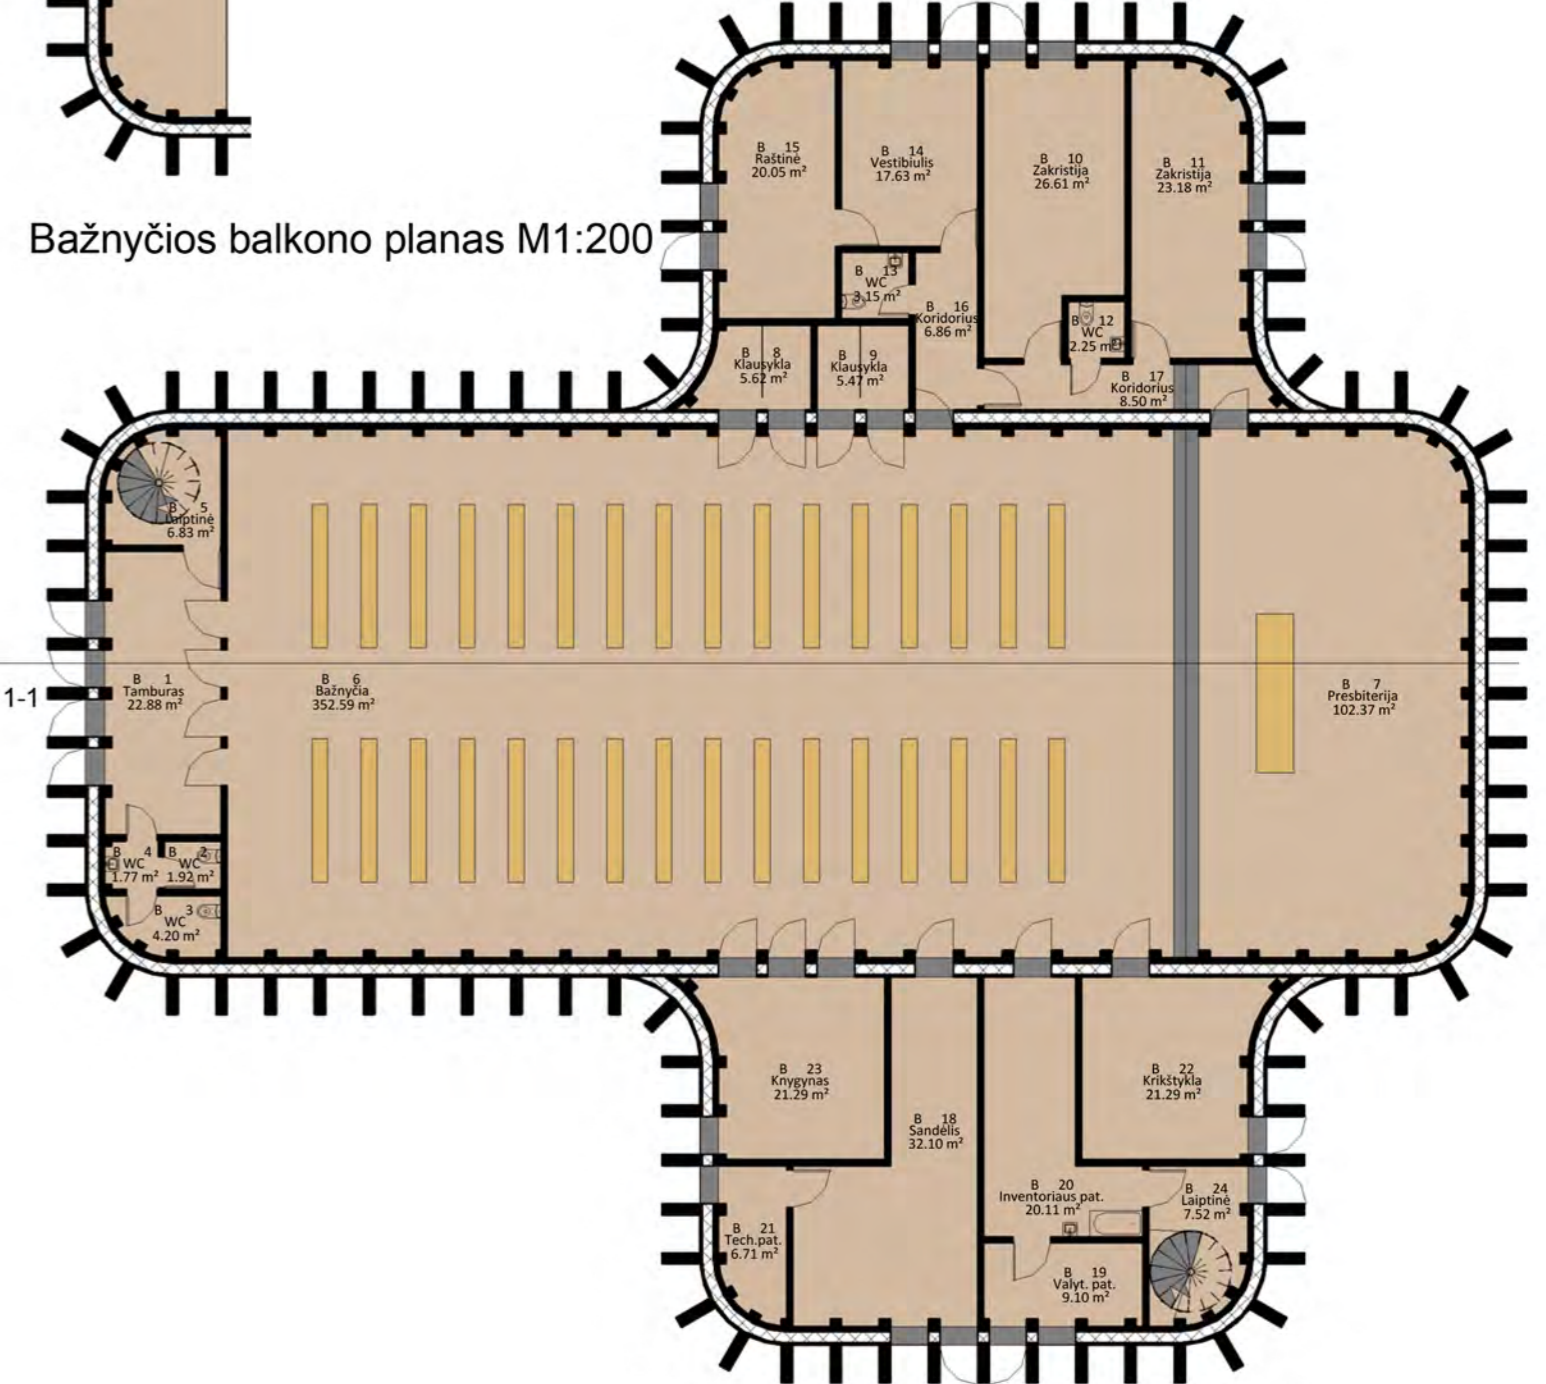 B 15
Raštinė
20.05 m²
B 14
Vestibiulis
17.63 m²
B 10
Zakristija
26.61 m²
B 11
Zakristija
23.18 m²
Bažnyčios balkono planas M1:200
B 13
WC
3.15 m²
B 16
Koridorius
6.86 m²
B 12
WC
2.25 m²
B 8
Klausykla
5.62 m²
B 9
Klausykla
5.47 m²
B 17
Koridorius
8.50 m²
B 5
Laiptinė
6.83 m²
1-1
B 1
Tamburas
22.88 m²
B 6
Bažnyčia
352.59 m²
B 7
Presbiterija
102.37 m²
B 4
WC
1.77 m²
B 2
WC
1.92 m²
B 3
WC
4.20 m²
B 23
Knygynas
21.29 m²
B 18
Sandėlis
32.10 m²
B 22
Krikštykla
21.29 m²
B 20
Inventoriaus pat.
20.11 m²
B 24
Laiptinė
7.52 m²
B 21
Tech.pat.
6.71 m²
B 19
Valyt. pat.
9.10 m²